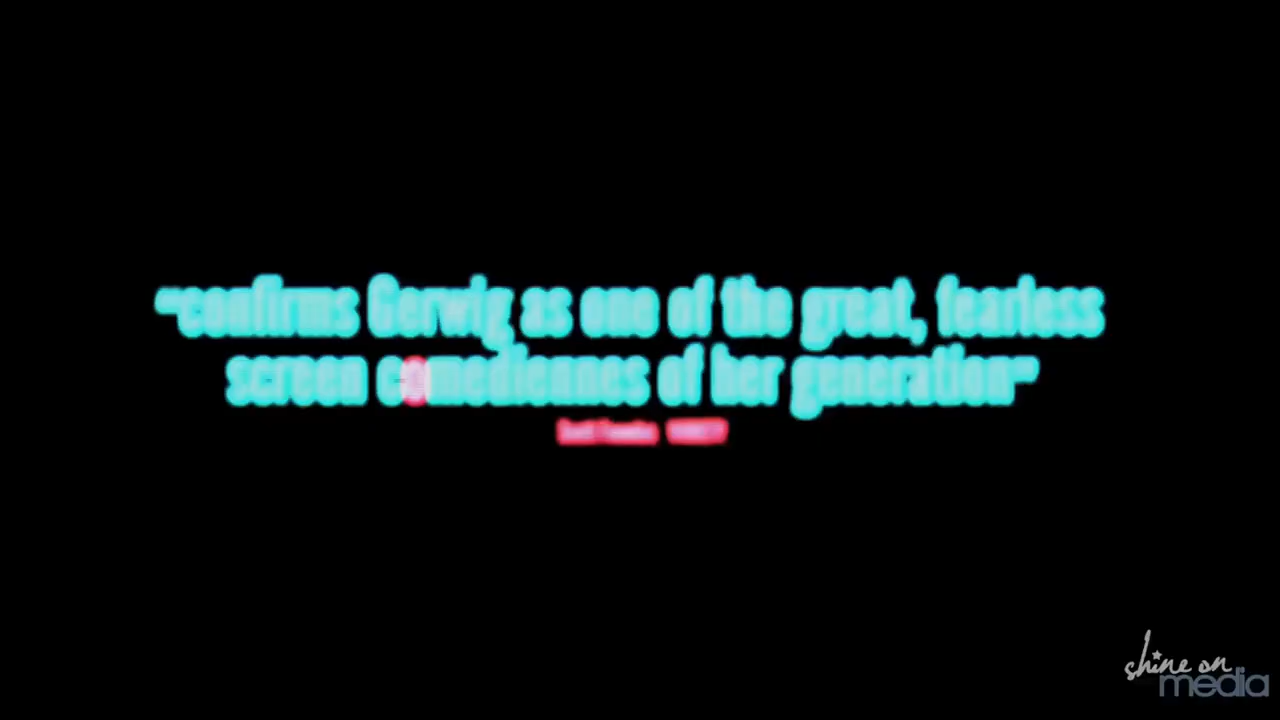 "confirms Gerwig as one of the great, fearless
screen comediennes of her generation"
shine on
media